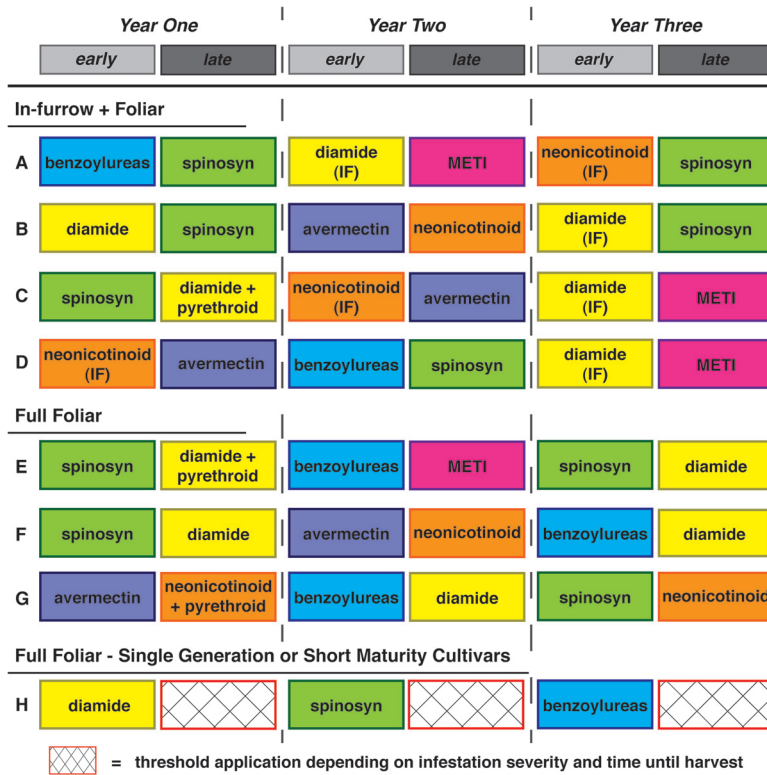 Year One Year Two Year Three
early late early late early late
In-furrow + Foliar
A benzoylureas spinosyn diamide (IF) METI neonicotinoid (IF) spinosyn
B diamide spinosyn avermectin neonicotinoid diamide (IF) spinosyn
C spinosyn diamide + pyrethroid neonicotinoid (IF) avermectin diamide (IF) METI
D neonicotinoid (IF) avermectin benzoylureas spinosyn diamide (IF) METI
Full Foliar
E spinosyn diamide + pyrethroid benzoylureas METI spinosyn diamide
F spinosyn diamide avermectin neonicotinoid benzoylureas diamide
G avermectin neonicotinoid + pyrethroid benzoylureas diamide spinosyn neonicotinoid
Full Foliar - Single Generation or Short Maturity Cultivars
H diamide spinosyn benzoylureas
= threshold application depending on infestation severity and time until harvest